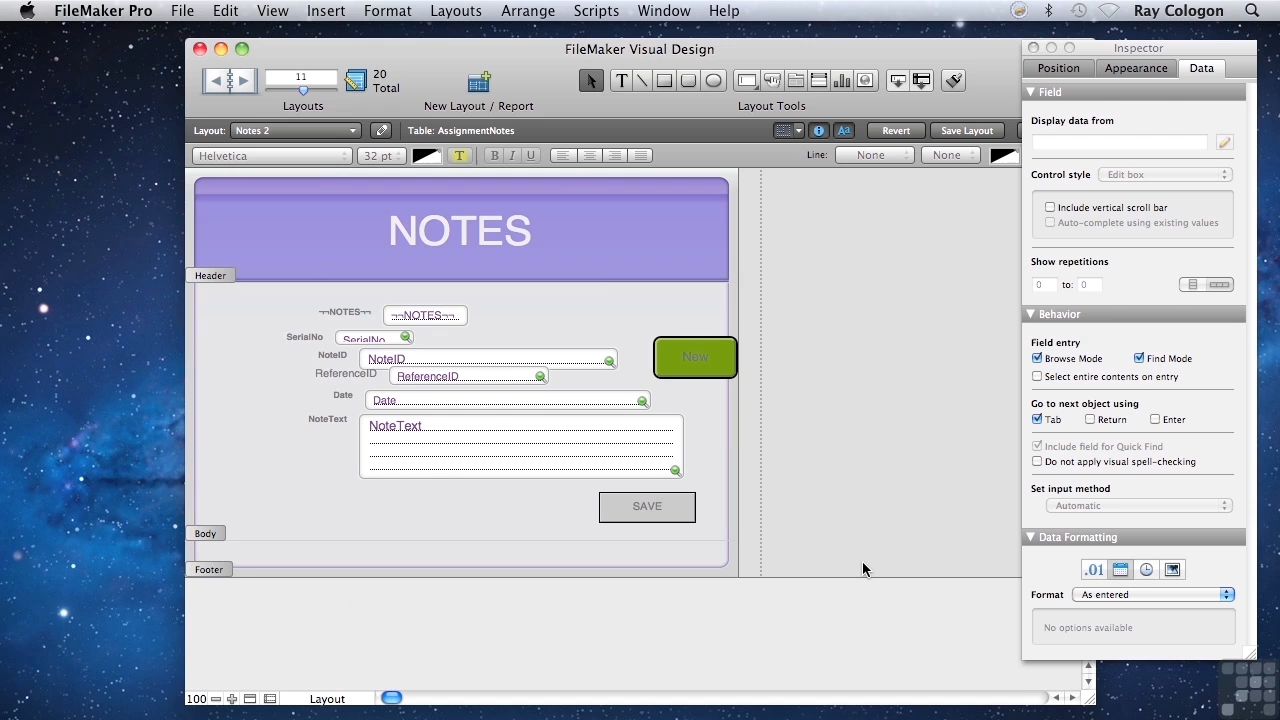 FileMaker Pro File Edit View Insert Format Layouts Arrange Scripts Window Help Ray Cologon
FileMaker Visual Design
11
20
Total
Layouts
New Layout / Report
T
Layout Tools
Layout: Notes 2
Table: AssignmentNotes
Aa
Revert
Save Layout
Helvetica
32 pt
T
B I U
Line: None
None
NOTES
Header
¬¬NOTES¬¬
¬¬NOTES¬¬
SerialNo
SerialNo
NoteID
NoteID
ReferenceID
ReferenceID
Date
Date
NoteText
NoteText
New
SAVE
Body
Footer
100
Layout
Inspector
Position Appearance Data
Field
Display data from
Control style Edit box
Include vertical scroll bar
Auto-complete using existing values
Show repetitions
0 to: 0
Behavior
Field entry
Browse Mode Find Mode
Select entire contents on entry
Go to next object using
Tab Return Enter
Include field for Quick Find
Do not apply visual spell-checking
Set input method
Automatic
Data Formatting
.01
Format As entered
No options available